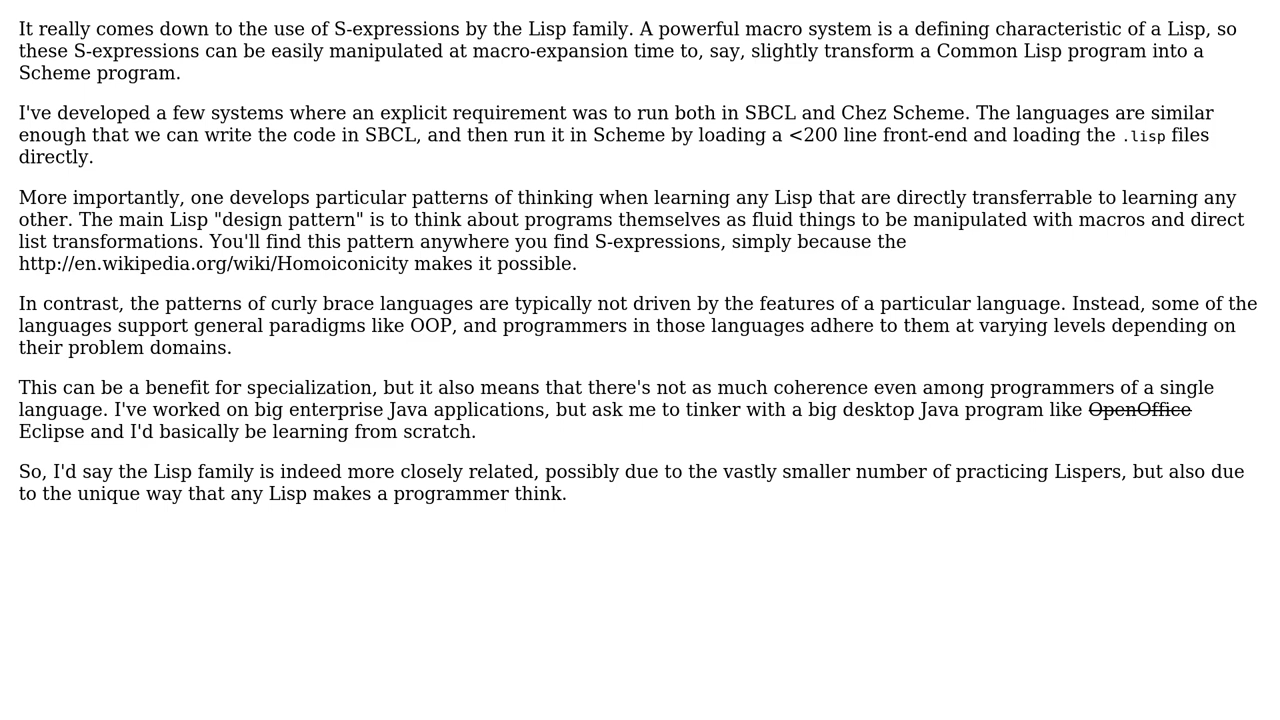 It really comes down to the use of S-expressions by the Lisp family. A powerful macro system is a defining characteristic of a Lisp, so
these S-expressions can be easily manipulated at macro-expansion time to, say, slightly transform a Common Lisp program into a
Scheme program.
I've developed a few systems where an explicit requirement was to run both in SBCL and Chez Scheme. The languages are similar
enough that we can write the code in SBCL, and then run it in Scheme by loading a <200 line front-end and loading the .lisp files
directly.
More importantly, one develops particular patterns of thinking when learning any Lisp that are directly transferrable to learning any
other. The main Lisp "design pattern" is to think about programs themselves as fluid things to be manipulated with macros and direct
list transformations. You'll find this pattern anywhere you find S-expressions, simply because the
http://en.wikipedia.org/wiki/Homoiconicity makes it possible.
In contrast, the patterns of curly brace languages are typically not driven by the features of a particular language. Instead, some of the
languages support general paradigms like OOP, and programmers in those languages adhere to them at varying levels depending on
their problem domains.
This can be a benefit for specialization, but it also means that there's not as much coherence even among programmers of a single
language. I've worked on big enterprise Java applications, but ask me to tinker with a big desktop Java program like OpenOffice
Eclipse and I'd basically be learning from scratch.
So, I'd say the Lisp family is indeed more closely related, possibly due to the vastly smaller number of practicing Lispers, but also due
to the unique way that any Lisp makes a programmer think.